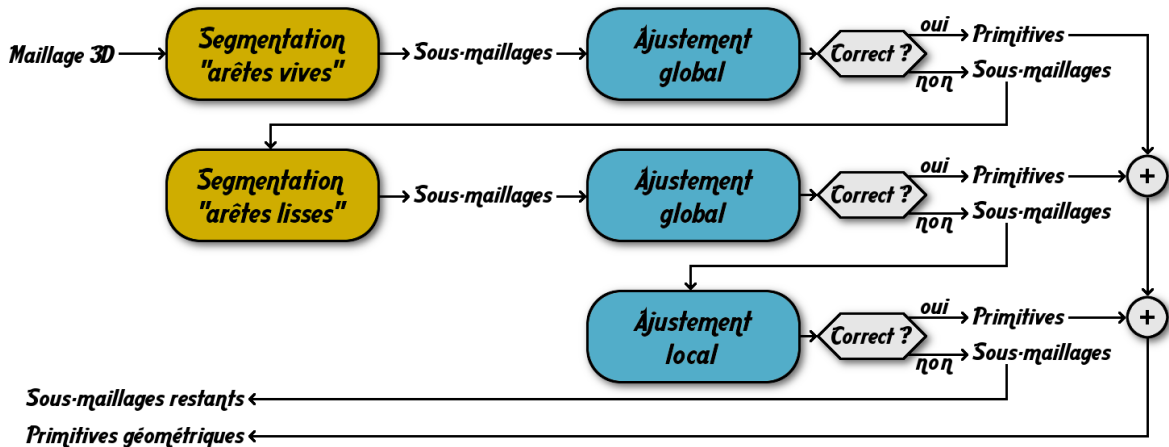 Maillage 3D
Segmentation
"arêtes vives"
Sous-maillages
Ajustement
global
Correct ?
oui
Primitives
non
Sous-maillages
Segmentation
"arêtes lisses"
Sous-maillages
Ajustement
global
Correct ?
oui
Primitives
non
Sous-maillages
+
Ajustement
local
Correct ?
oui
Primitives
non
Sous-maillages
+
Sous-maillages restants
Primitives géométriques